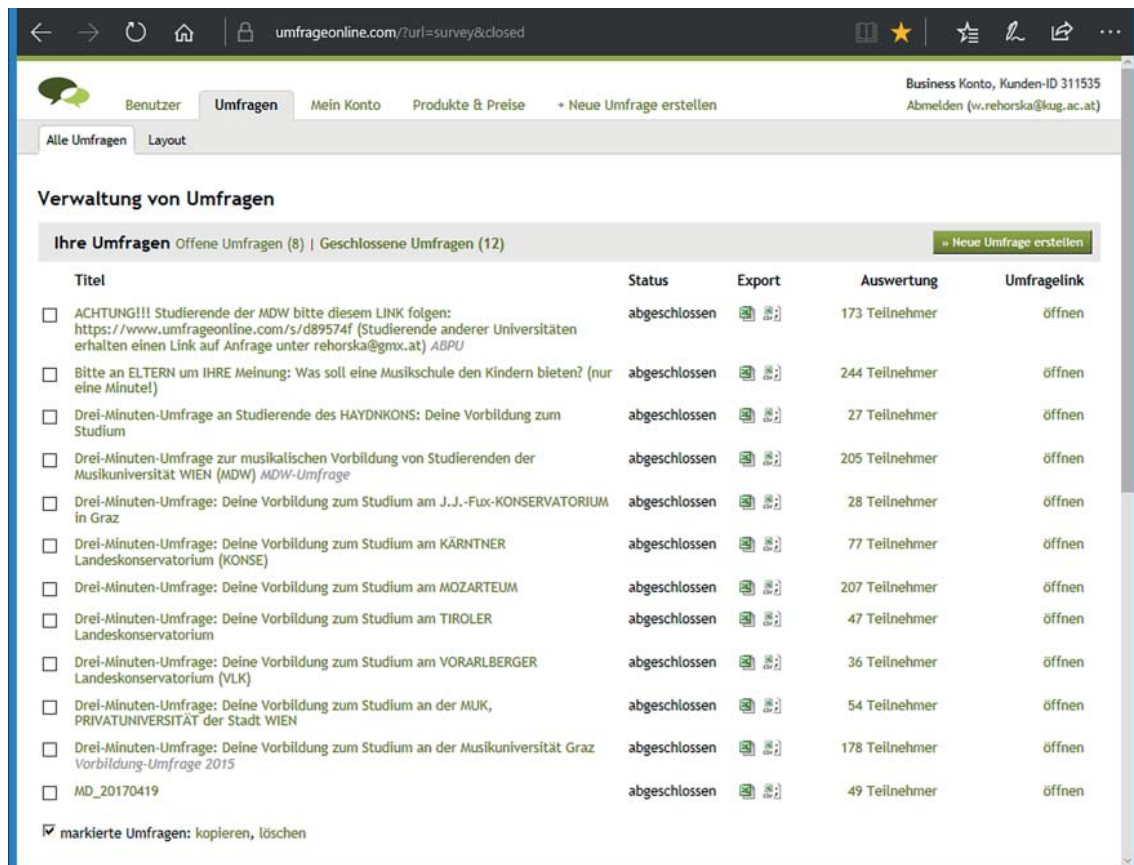 umfrageonline.com/?url=survey&closed
Business Konto, Kunden-ID 311535
Benutzer Umfragen Mein Konto Produkte & Preise + Neue Umfrage erstellen
Abmelden (w.rehorska@kug.ac.at)
Alle Umfragen Layout
Verwaltung von Umfragen
Ihre Umfragen Offene Umfragen (8) | Geschlossene Umfragen (12) » Neue Umfrage erstellen
Titel Status Export Auswertung Umfragelink
ACHTUNG!!! Studierende der MDW bitte diesem LINK folgen: abgeschlossen 173 Teilnehmer öffnen
https://www.umfrageonline.com/s/d89574f (Studierende anderer Universitäten
erhalten einen Link auf Anfrage unter rehorska@gmx.at) ABPU
Bitte an ELTERN um IHRE Meinung: Was soll eine Musikschule den Kindern bieten? (nur abgeschlossen 244 Teilnehmer öffnen
eine Minute!)
Drei-Minuten-Umfrage an Studierende des HAYDNKONS: Deine Vorbildung zum abgeschlossen 27 Teilnehmer öffnen
Studium
Drei-Minuten-Umfrage zur musikalischen Vorbildung von Studierenden der abgeschlossen 205 Teilnehmer öffnen
Musikuniversität WIEN (MDW) MDW-Umfrage
Drei-Minuten-Umfrage: Deine Vorbildung zum Studium am J.J.-Fux-KONSERVATORIUM abgeschlossen 28 Teilnehmer öffnen
in Graz
Drei-Minuten-Umfrage: Deine Vorbildung zum Studium am KÄRNTNER abgeschlossen 77 Teilnehmer öffnen
Landeskonservatorium (KONSE)
Drei-Minuten-Umfrage: Deine Vorbildung zum Studium am MOZARTEUM abgeschlossen 207 Teilnehmer öffnen
Drei-Minuten-Umfrage: Deine Vorbildung zum Studium am TIROLER abgeschlossen 47 Teilnehmer öffnen
Landeskonservatorium
Drei-Minuten-Umfrage: Deine Vorbildung zum Studium am VORARLBERGER abgeschlossen 36 Teilnehmer öffnen
Landeskonservatorium (VLK)
Drei-Minuten-Umfrage: Deine Vorbildung zum Studium an der MUK, abgeschlossen 54 Teilnehmer öffnen
PRIVATUNIVERSITÄT der Stadt WIEN
Drei-Minuten-Umfrage: Deine Vorbildung zum Studium an der Musikuniversität Graz abgeschlossen 178 Teilnehmer öffnen
Vorbildung-Umfrage 2015
MD_20170419 abgeschlossen 49 Teilnehmer öffnen
markierte Umfragen: kopieren, löschen